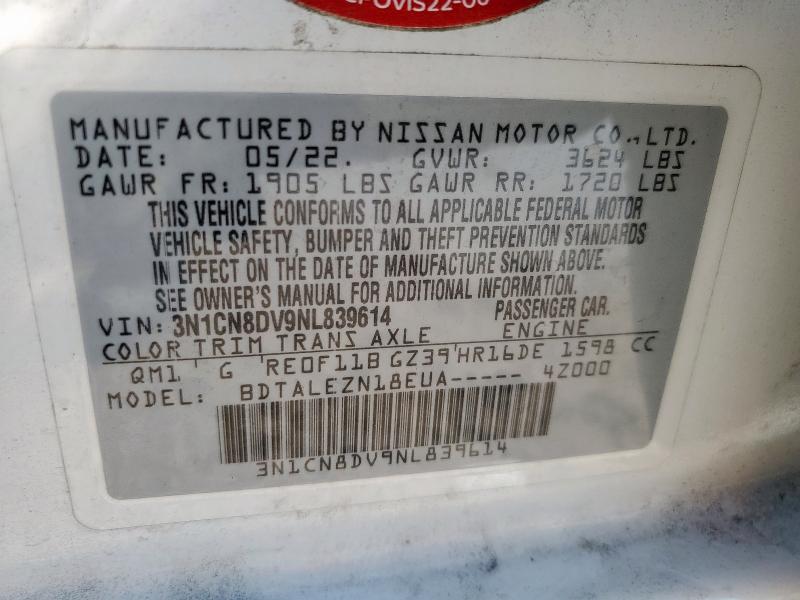 MANUFACTURED BY NISSAN MOTOR CO., LTD.
DATE: 05/22. GVWR: 3624 LBS
GAWR FR: 1905 LBS GAWR RR: 1720 LBS
THIS VEHICLE CONFORMS TO ALL APPLICABLE FEDERAL MOTOR
VEHICLE SAFETY, BUMPER AND THEFT PREVENTION STANDARDS
IN EFFECT ON THE DATE OF MANUFACTURE SHOWN ABOVE.
SEE OWNER'S MANUAL FOR ADDITIONAL INFORMATION.
VIN: 3N1CN8DV9NL839614 PASSENGER CAR.
COLOR TRIM TRANS AXLE ENGINE
QM1 G RE0F11B GZ39 HR16DE 1598 CC
MODEL: BDTALEZN18EUA----- 4Z000
3N1CN8DV9NL839614